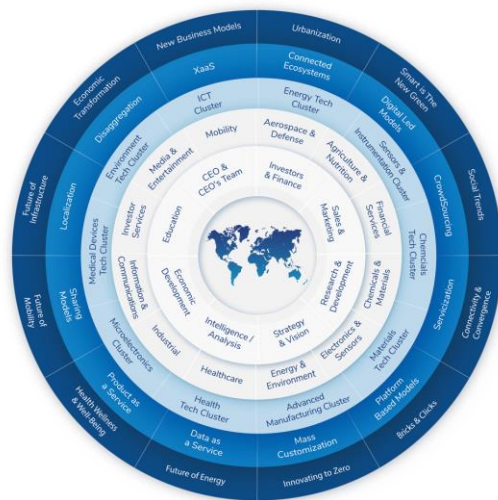 New Business Models
Urbanization
Smart is The
New Green
Social Trends
Connectivity &
Convergence
Bricks & Clicks
Innovating to Zero
Future of Energy
Health Wellness
& Well-Being
Future of
Mobility
Future of
Infrastructure
Economic
Transformation
XaaS
Connected
Ecosystems
Digital Led
Models
CrowdSourcing
Servicization
Platform
Based Models
Mass
Customization
Data as
a Service
Product as
a Service
Sharing
Models
Localization
Disaggregation
ICT
Cluster
Energy Tech
Cluster
Sensors &
Instrumentation Cluster
Chemcials
Tech Cluster
Materials
Tech Cluster
Advanced
Manufacturing Cluster
Health
Tech Cluster
Microelectronics
Cluster
Medical Devices
Tech Cluster
Environment
Tech Cluster
Mobility
Aerospace &
Defense
Agriculture &
Nutrition
Financial
Services
Chemicals &
Materials
Electronics &
Sensors
Energy &
Environment
Healthcare
Industrial
Information &
Communications
Investor
Services
Media &
Entertainment
CEO &
CEO's Team
Investors
& Finance
Sales &
Marketing
Research &
Development
Strategy
& Vision
Intelligence /
Analysis
Economic
Development
Education